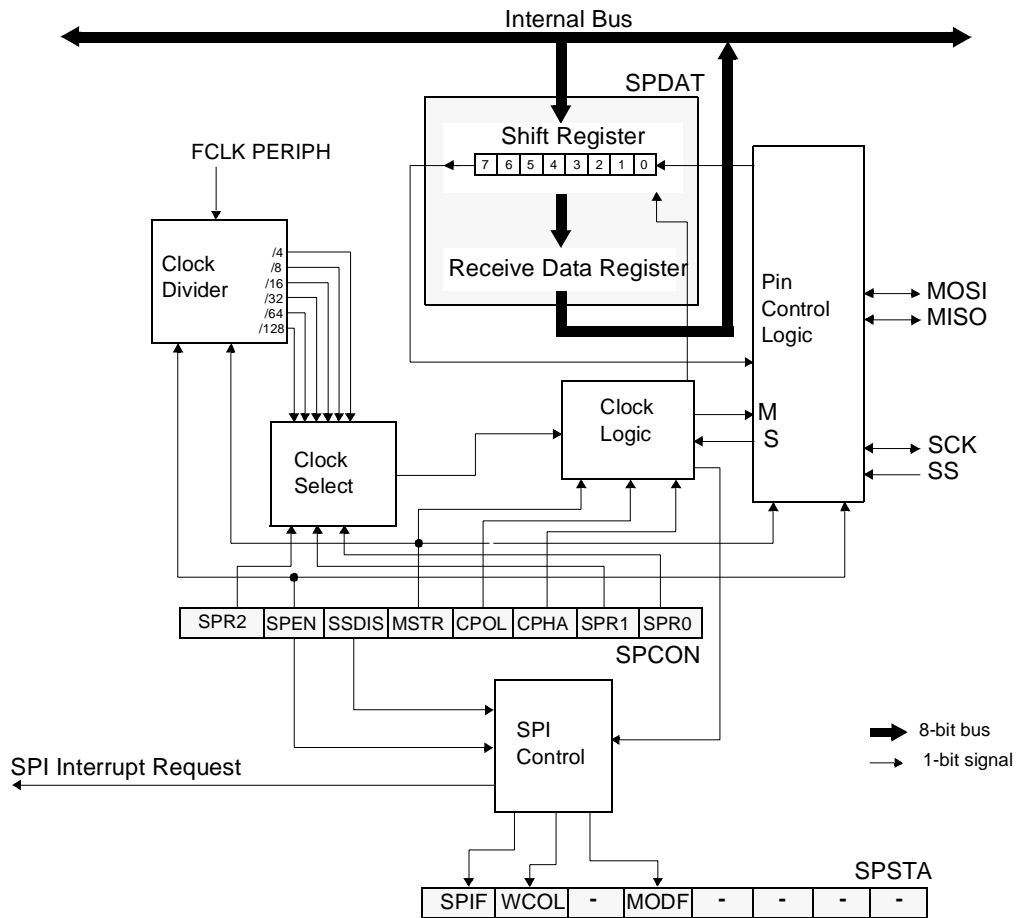 Internal Bus
SPDAT
Shift Register
7 6 5 4 3 2 1 0
FCLK PERIPH
Clock
Divider
/4
/8
/16
/32
/64
/128
Receive Data Register
Pin
Control
Logic
MOSI
MISO
Clock
Logic
M
S
SCK
SS
Clock
Select
SPR2 SPEN SSDIS MSTR CPOL CPHA SPR1 SPR0
SPCON
SPI
Control
8-bit bus
1-bit signal
SPI Interrupt Request
SPSTA
SPIF WCOL - MODF - - - -